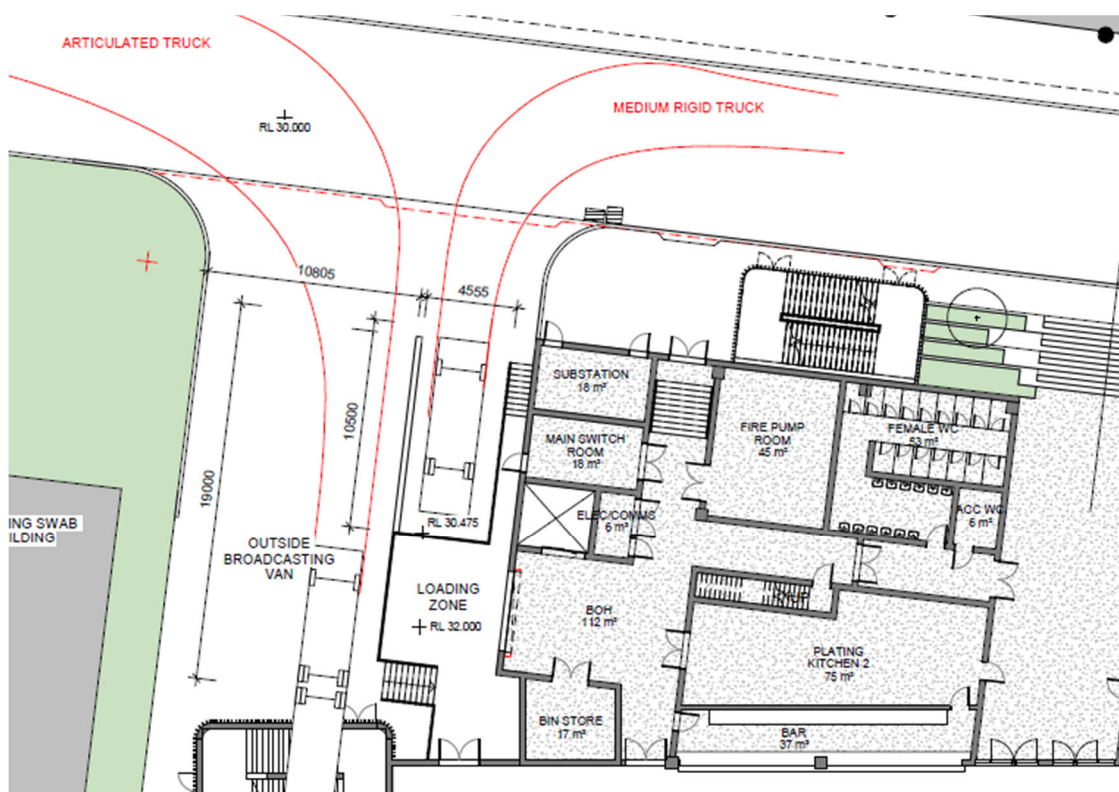 ARTICULATED TRUCK
MEDIUM RIGID TRUCK
RL 30.000
10805
4555
10500
19000
SUBSTATION
18 m²
MAIN SWITCH
ROOM
18 m²
FIRE PUMP
ROOM
45 m²
FEMALE WC
53 m²
ACC WC
6 m²
ELEC/COMMS
6 m²
RL 30.475
ING SWAB
ILDING
OUTSIDE
BROADCASTING
VAN
LOADING
ZONE
RL 32.000
BOH
112 m²
UP
PLATING
KITCHEN 2
75 m²
BIN STORE
17 m²
BAR
37 m²